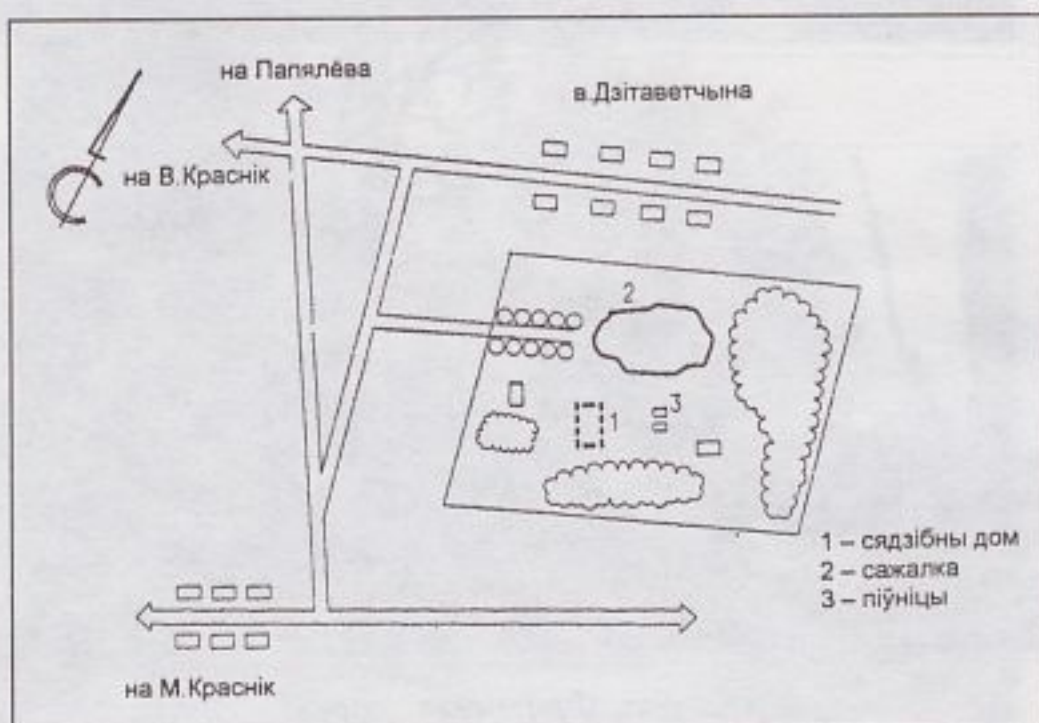 на Папялёва
в.Дзітаветчына
на В.Краснік
2
1
3
1 – сядзібны дом
2 – сажалка
3 – піўніцы
на М.Краснік